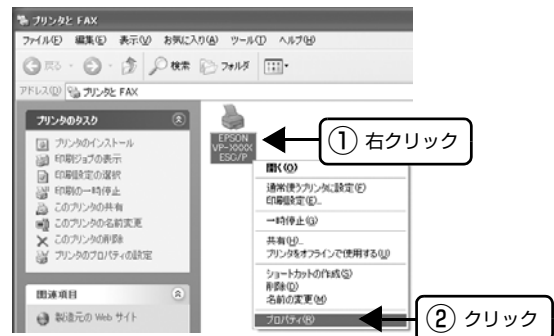 プリンタと FAX
ファイル(F) 編集(E) 表示(V) お気に入り(A) ツール(T) ヘルプ(H)
戻る 検索 フォルダ
アドレス(D) プリンタと FAX
プリンタのタスク
プリンタのインストール
印刷ジョブの表示
印刷設定の選択
印刷の一時停止
このプリンタの共有
このプリンタの名前変更
このプリンタの削除
プリンタのプロパティの設定
関連項目
製造元の Web サイト
EPSON
VP-XXXX
ESC/P
① 右クリック
開く(O)
通常使うプリンタに設定(F)
印刷設定(E)...
一時停止(G)
共有(H)...
プリンタをオフラインで使用する(U)
ショートカットの作成(S)
削除(D)
名前の変更(M)
プロパティ(R)
② クリック